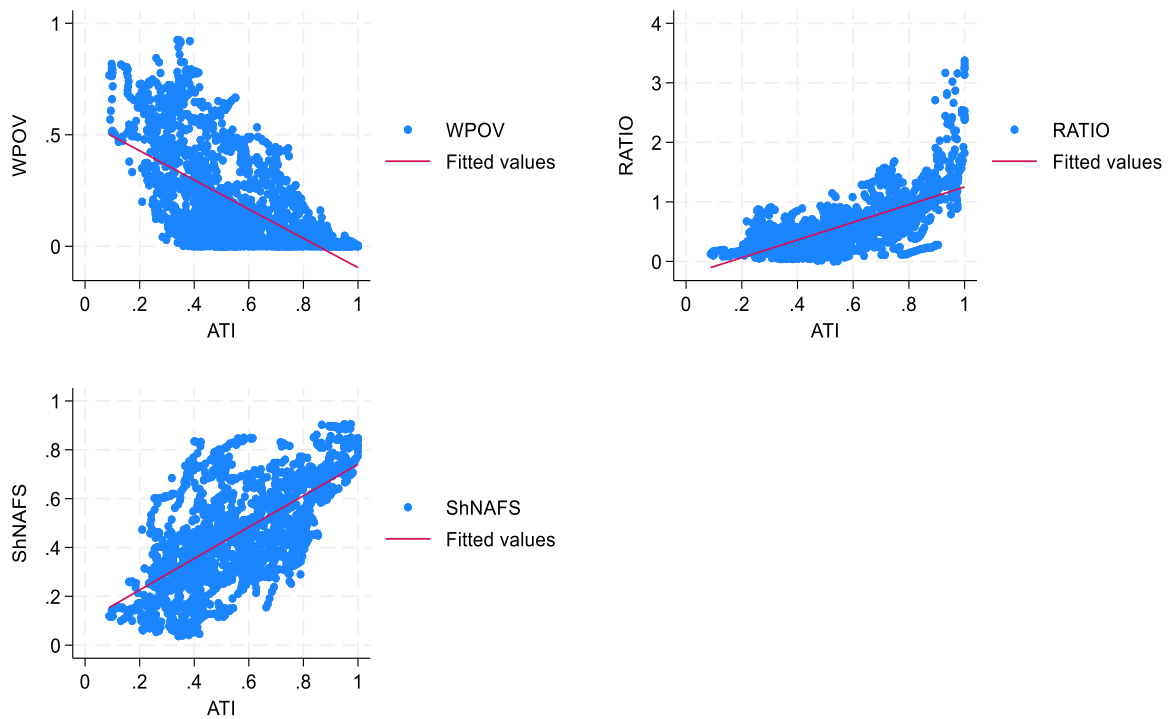 1
.5
0
WPOV
0 .2 .4 .6 .8 1
ATI
WPOV
Fitted values
4
3
2
1
0
RATIO
0 .2 .4 .6 .8 1
ATI
RATIO
Fitted values
1
.8
.6
.4
.2
0
ShNAFS
0 .2 .4 .6 .8 1
ATI
ShNAFS
Fitted values